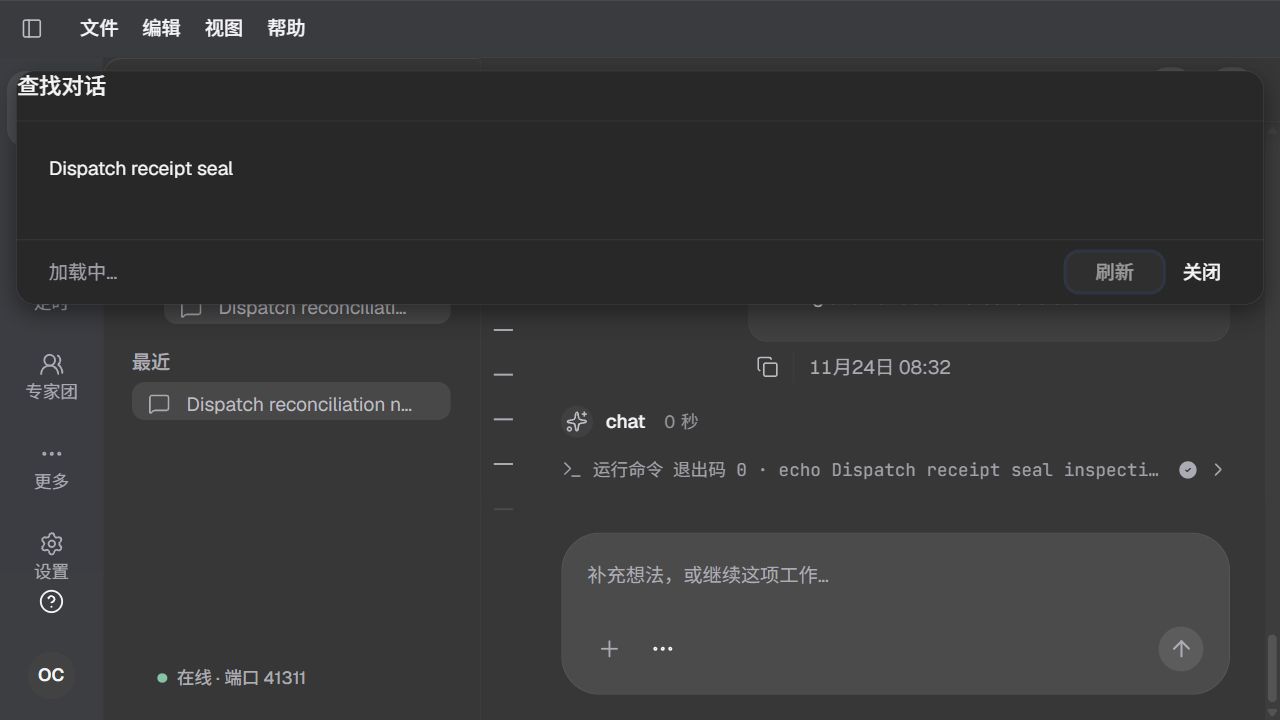 文件 编辑 视图 帮助
查找对话
Dispatch receipt seal
加载中...
刷新 关闭
Dispatch reconciliati...
最近
Dispatch reconciliation n...
专家团
更多
设置
OC
在线 · 端口 41311
11月24日 08:32
chat 0 秒
运行命令 退出码 0 · echo Dispatch receipt seal inspecti...
补充想法，或继续这项工作...